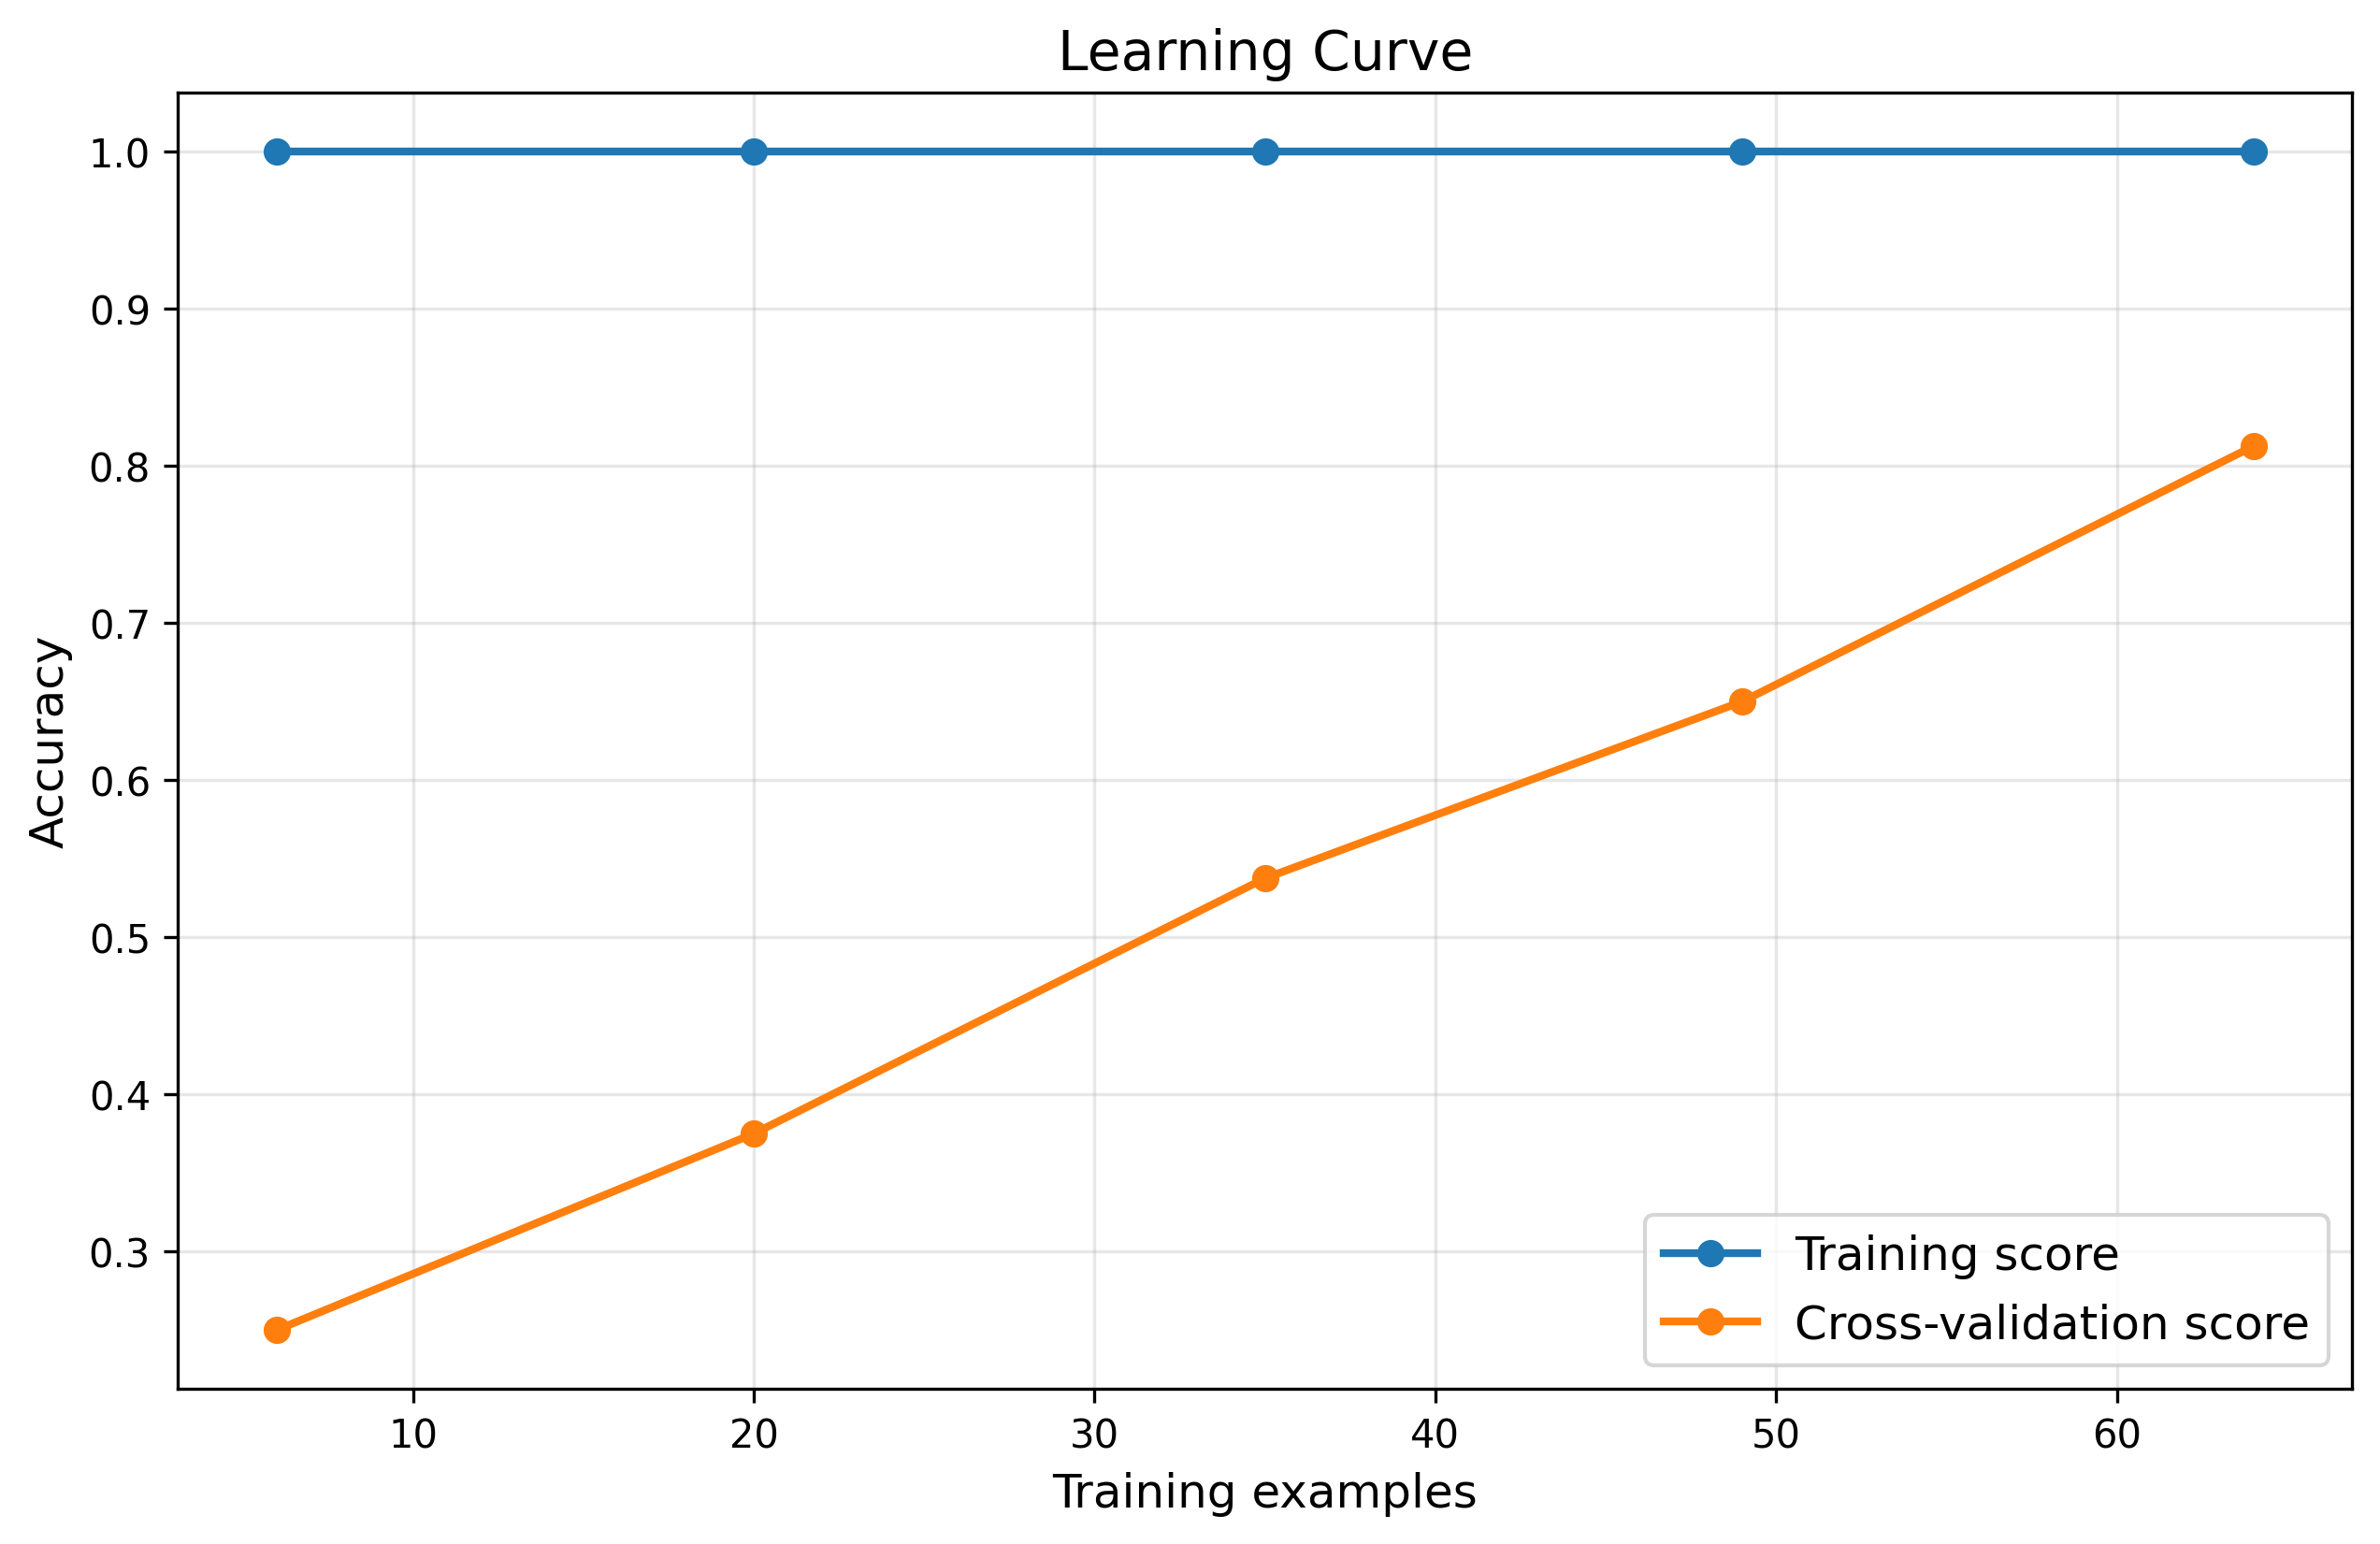 Learning Curve
1.0
0.9
0.8
0.7
0.6
0.5
0.4
0.3
Accuracy
Training score
Cross-validation score
10 20 30 40 50 60
Training examples